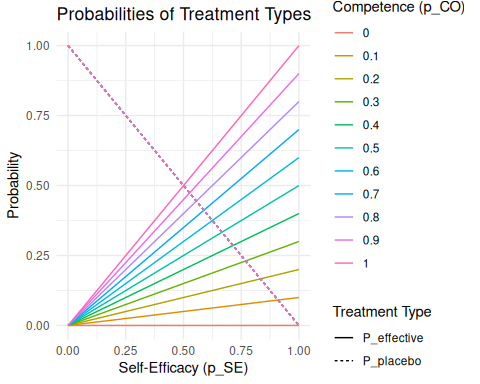 Probabilities of Treatment Types
Probability
1.00
0.75
0.50
0.25
0.00
0.00 0.25 0.50 0.75 1.00
Self-Efficacy (p_SE)
Competence (p_CO)
0
0.1
0.2
0.3
0.4
0.5
0.6
0.7
0.8
0.9
1
Treatment Type
P_effective
P_placebo